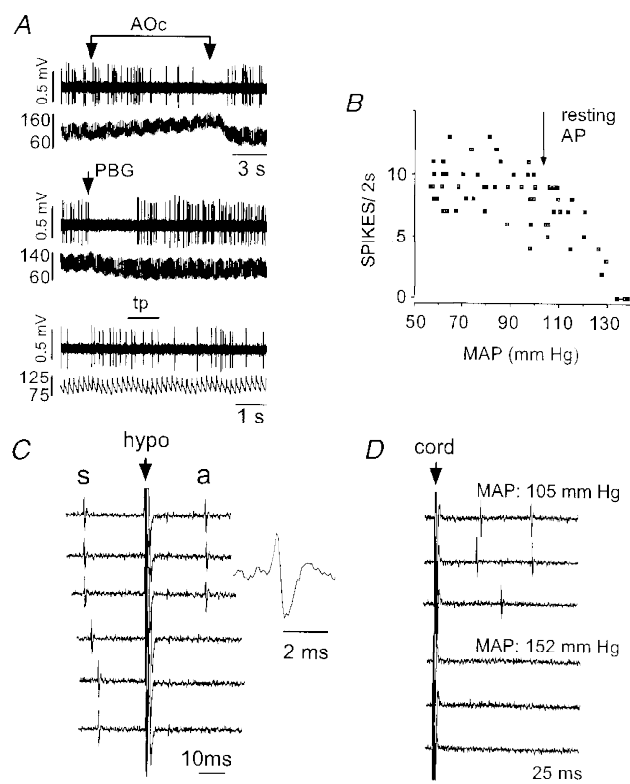 A
AOc
0.5 mV
160
60
3 s
PBG
0.5 mV
140
60
tp
0.5 mV
125
75
1 s
B
resting
AP
SPIKES/ 2s
10
5
0
50
70
90
110
130
MAP (mm Hg)
C
hypo
s
a
2 ms
10ms
D
cord
MAP: 105 mm Hg
MAP: 152 mm Hg
25 ms